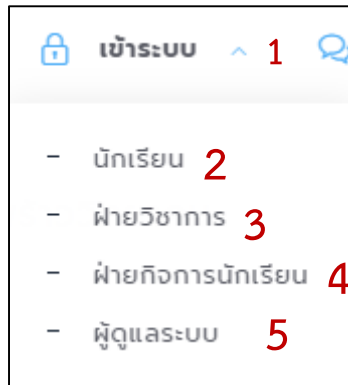 เข้าระบบ 1
- นักเรียน 2
- ฝ่ายวิชาการ 3
- ฝ่ายกิจการนักเรียน 4
- ผู้ดูแลระบบ 5